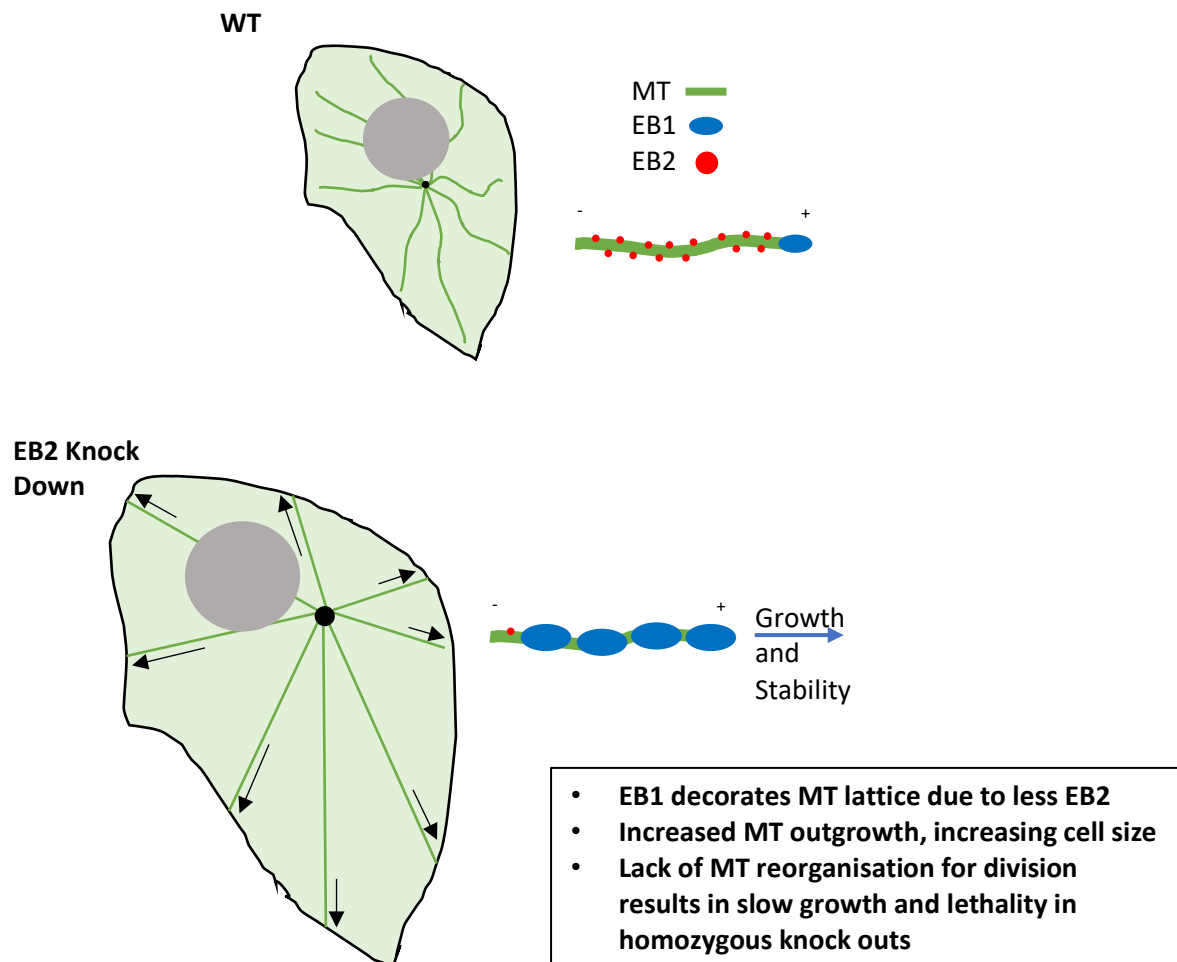 WT
MT
EB1
EB2
- +
EB2 Knock
Down
- +
Growth
and
Stability
• EB1 decorates MT lattice due to less EB2
• Increased MT outgrowth, increasing cell size
• Lack of MT reorganisation for division
results in slow growth and lethality in
homozygous knock outs